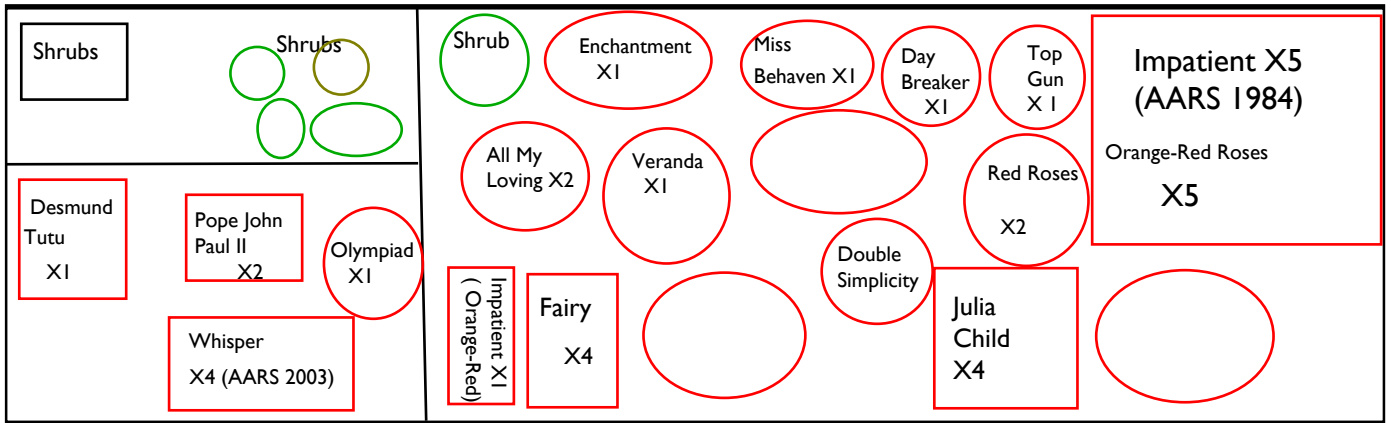 Shrubs
Shrubs
Desmund
Tutu
X1
Pope John
Paul II
X2
Olympiad
X1
Whisper
X4 (AARS 2003)
Shrub
Enchantment
X1
Miss
Behaven X1
Day
Breaker
X1
Top
Gun
X 1
Impatient X5
(AARS 1984)
Orange-Red Roses
X5
All My
Loving X2
Veranda
X1
Red Roses
X2
Double
Simplicity
Impatient X1
( Orange-Red)
Fairy
X4
Julia
Child
X4